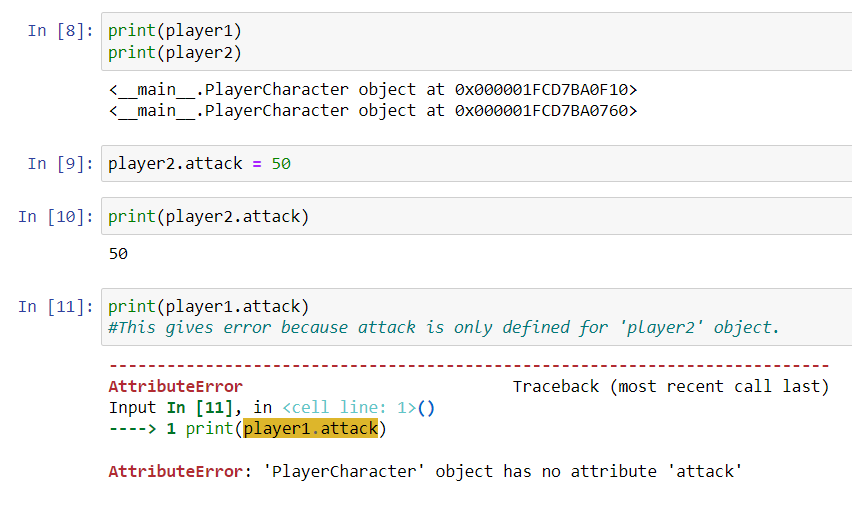 In [8]: print(player1)
print(player2)
<__main__.PlayerCharacter object at 0x000001FCD7BA0F10>
<__main__.PlayerCharacter object at 0x000001FCD7BA0760>
In [9]: player2.attack = 50
In [10]: print(player2.attack)
50
In [11]: print(player1.attack)
#This gives error because attack is only defined for 'player2' object.
---------------------------------------------------------------------------
AttributeError Traceback (most recent call last)
Input In [11], in <cell line: 1>()
----> 1 print(player1.attack)
AttributeError: 'PlayerCharacter' object has no attribute 'attack'